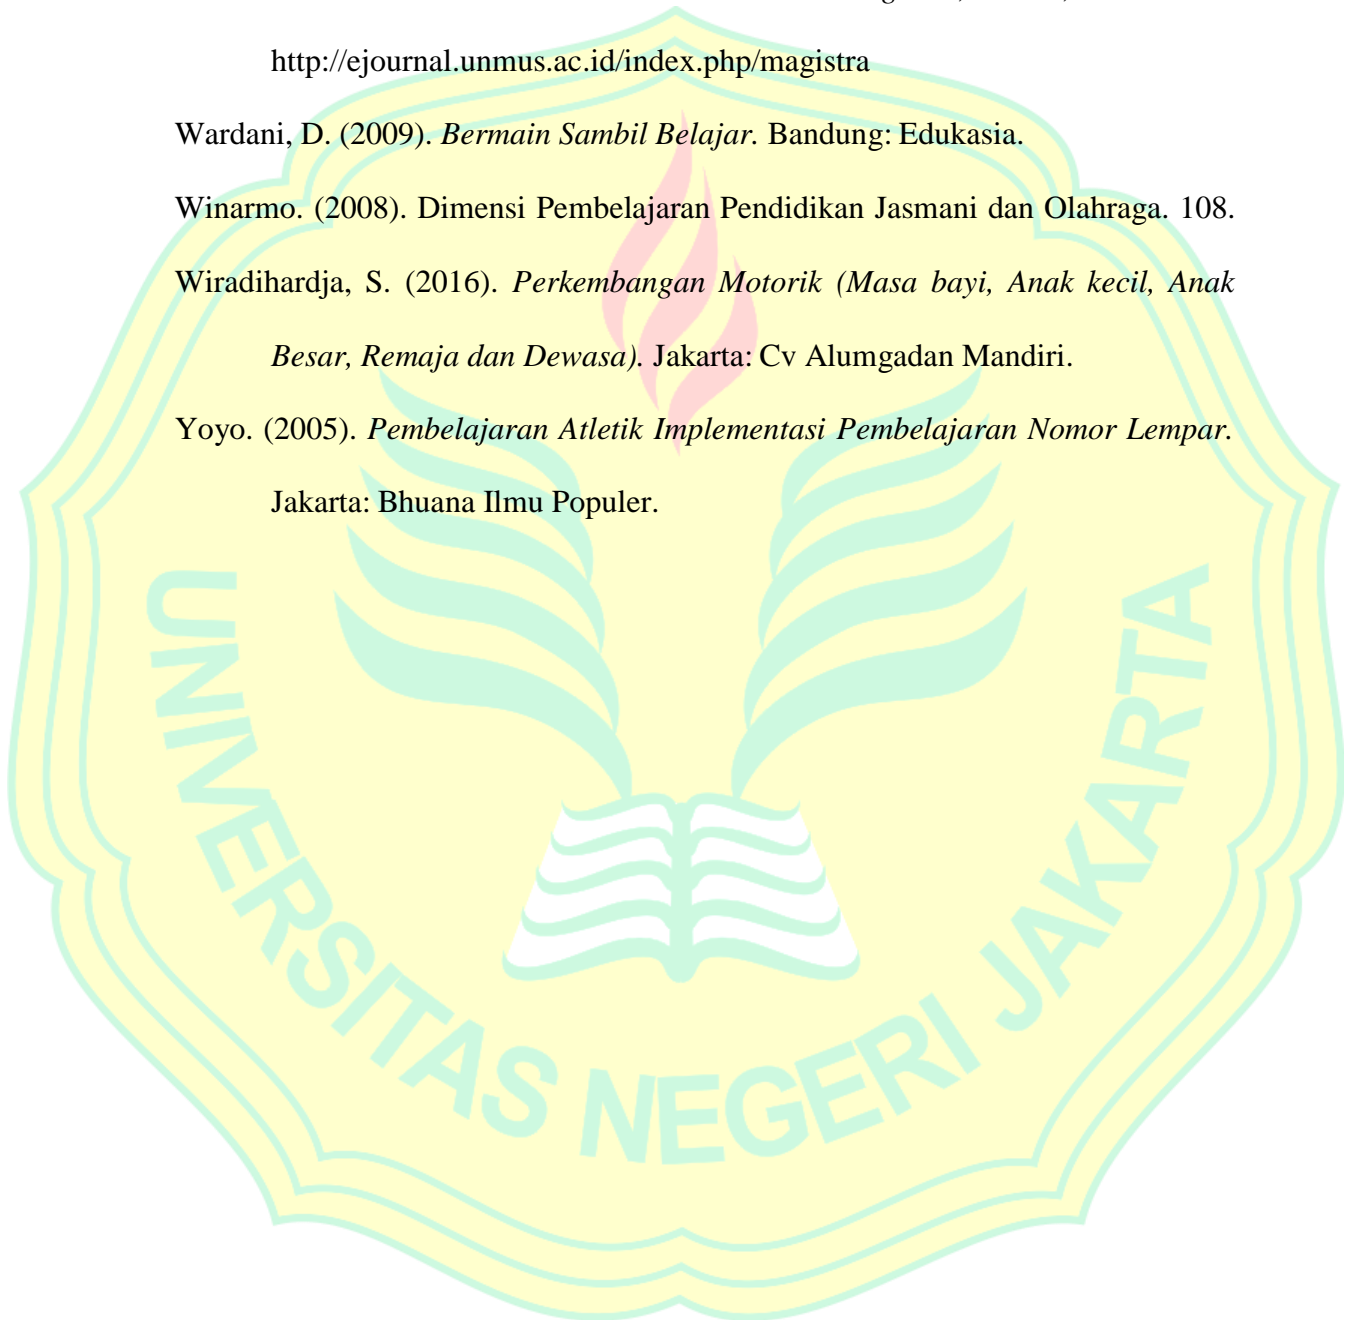 http://ejournal.unmus.ac.id/index.php/magistra
Wardani, D. (2009). Bermain Sambil Belajar. Bandung: Edukasia.
Winarmo. (2008). Dimensi Pembelajaran Pendidikan Jasmani dan Olahraga. 108.
Wiradihardja, S. (2016). Perkembangan Motorik (Masa bayi, Anak kecil, Anak
Besar, Remaja dan Dewasa). Jakarta: Cv Alumgadan Mandiri.
Yoyo. (2005). Pembelajaran Atletik Implementasi Pembelajaran Nomor Lempar.
Jakarta: Bhuana Ilmu Populer.
UNIVERSITAS NEGERI JAKARTA